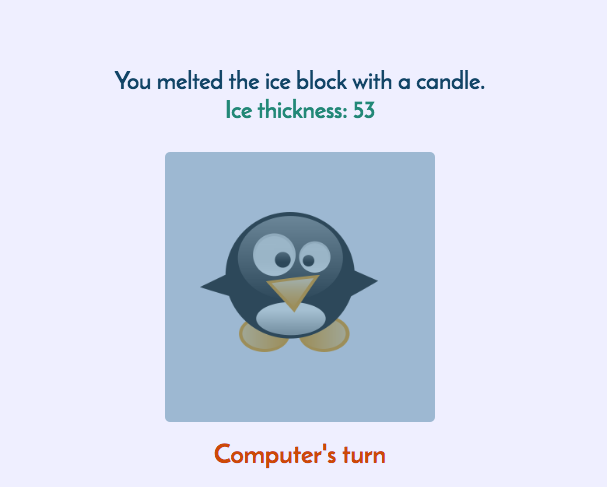 You melted the ice block with a candle.
Ice thickness: 53
Computer's turn